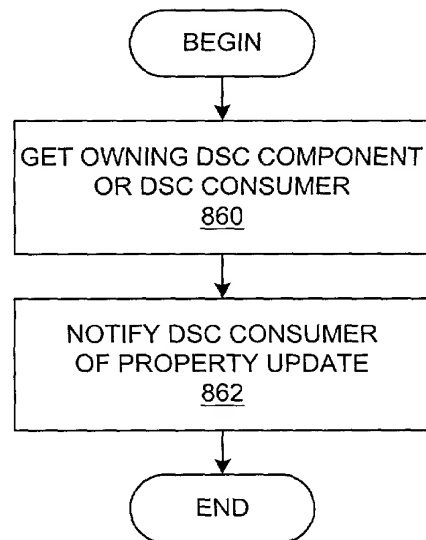 BEGIN
GET OWNING DSC COMPONENT
OR DSC CONSUMER
860
NOTIFY DSC CONSUMER
OF PROPERTY UPDATE
862
END